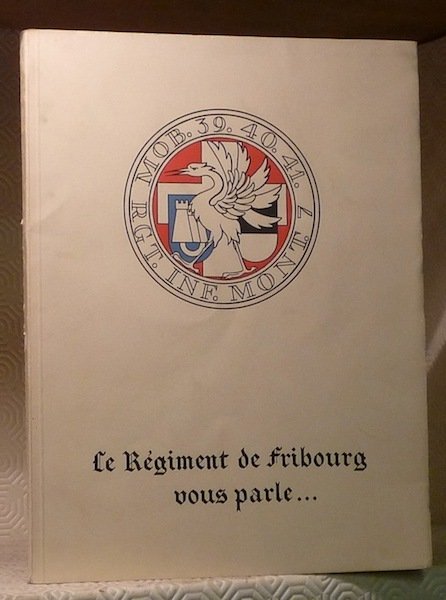 MOB. 39. 40. 41.
RGT. INF. MONT. 7
Le Régiment de Fribourg
vous parle...